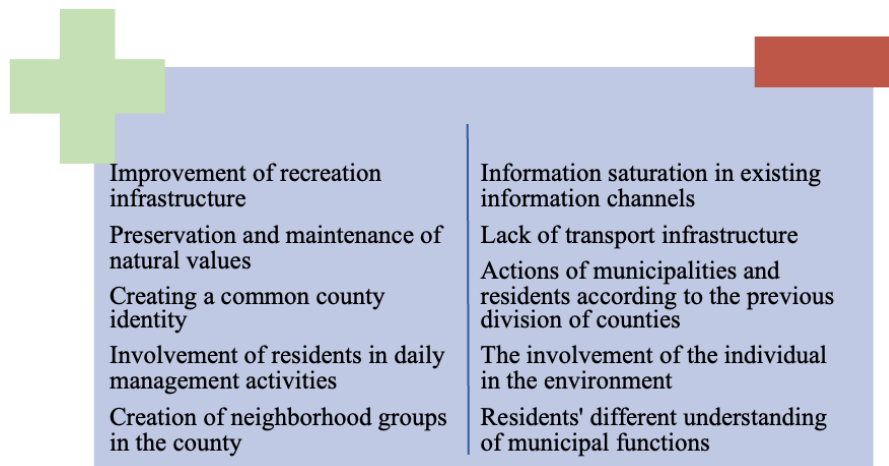 Improvement of recreation
infrastructure
Preservation and maintenance of
natural values
Creating a common county
identity
Involvement of residents in daily
management activities
Creation of neighborhood groups
in the county
Information saturation in existing
information channels
Lack of transport infrastructure
Actions of municipalities and
residents according to the previous
division of counties
The involvement of the individual
in the environment
Residents' different understanding
of municipal functions